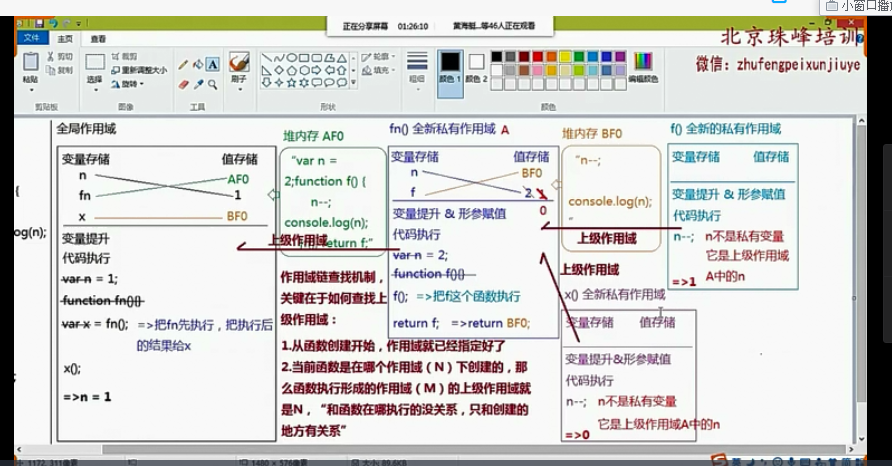 小窗口播
正在分享屏幕 01:26:10 黄海艇...等46人正在观看
北京珠峰培训
微信：zhufengpeixunjiuye
文件 主页 查看
粘贴 剪切 复制
选择 裁剪 重新调整大小 旋转
刷子
轮廓 填充
粗细
颜色 1 颜色 2 编辑颜色
剪贴板 图像 工具 形状 颜色
{
og(n);
;
全局作用域
变量存储 值存储
n
fn
x
AF0
1
BF0
变量提升
代码执行
var n = 1;
function fn(){}
var x = fn(); =>把fn先执行，把执行后
的结果给x
x();
=>n = 1
堆内存 AF0
“var n =
2;function f() {
n--;
console.log(n);
return f;”
上级作用域
作用域链查找机制，
关键在于如何查找上
级作用域：
1.从函数创建开始，作用域就已经指定好了
2.当前函数是在哪个作用域（N）下创建的，那
么函数执行形成的作用域（M）的上级作用域就
是N，“和函数在哪执行的没关系，只和创建的
地方有关系”
fn() 全新私有作用域 A
变量存储 值存储
n
f
BF0
2 1
0
变量提升 & 形参赋值
代码执行
var n = 2;
function f(){}
f(); =>把f这个函数执行
return f; =>return BF0;
堆内存 BF0
“n--;
console.log(n);
”
上级作用域
上级作用域
x() 全新私有作用域
变量存储 值存储
变量提升&形参赋值
代码执行
n--; n不是私有变量
它是上级作用域A中的n
=>0
f() 全新的私有作用域
变量存储 值存储
变量提升 & 形参赋值
代码执行
n--; n不是私有变量
它是上级作用域
A中的n
=>1